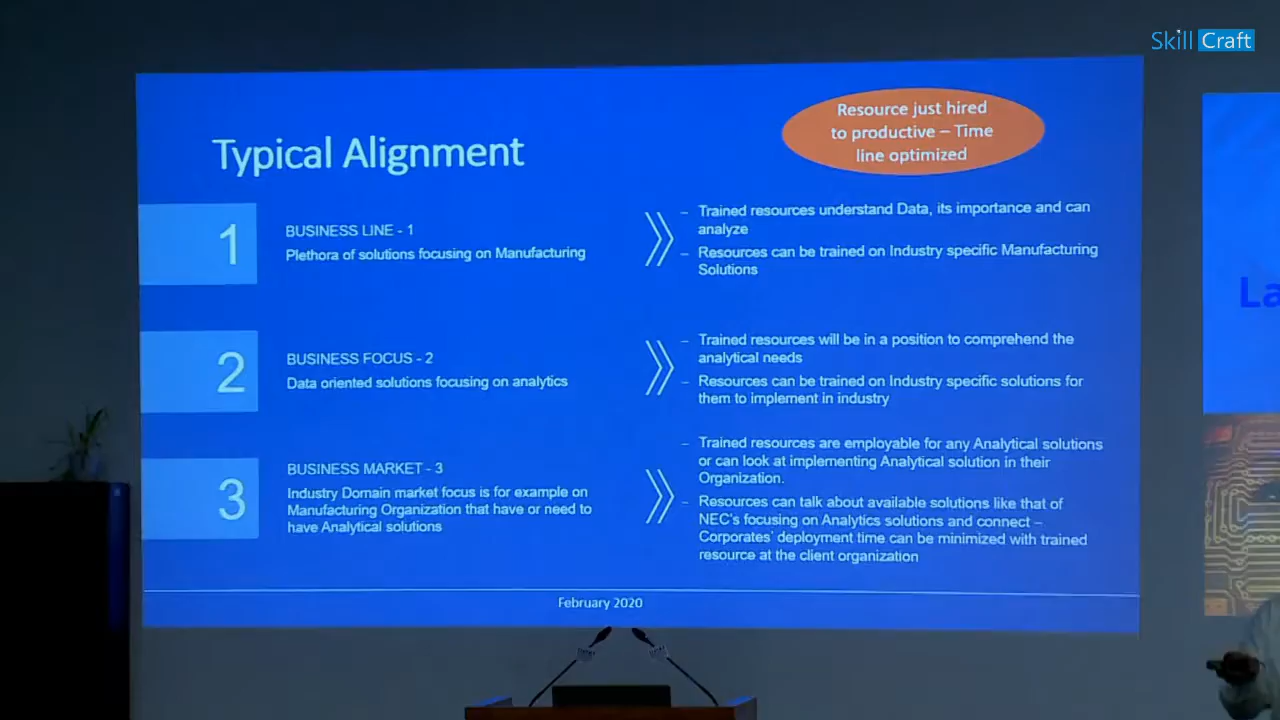 Skill Craft
Resource just hired
to productive – Time
line optimized
Typical Alignment
1
BUSINESS LINE - 1
Plethora of solutions focusing on Manufacturing
– Trained resources understand Data, its importance and can
analyze
– Resources can be trained on Industry specific Manufacturing
Solutions
2
BUSINESS FOCUS - 2
Data oriented solutions focusing on analytics
– Trained resources will be in a position to comprehend the
analytical needs
– Resources can be trained on Industry specific solutions for
them to implement in industry
3
BUSINESS MARKET - 3
Industry Domain market focus is for example on
Manufacturing Organization that have or need to
have Analytical solutions
– Trained resources are employable for any Analytical solutions
or can look at implementing Analytical solution in their
Organization.
– Resources can talk about available solutions like that of
NEC's focusing on Analytics solutions and connect –
Corporates' deployment time can be minimized with trained
resource at the client organization
February 2020
La